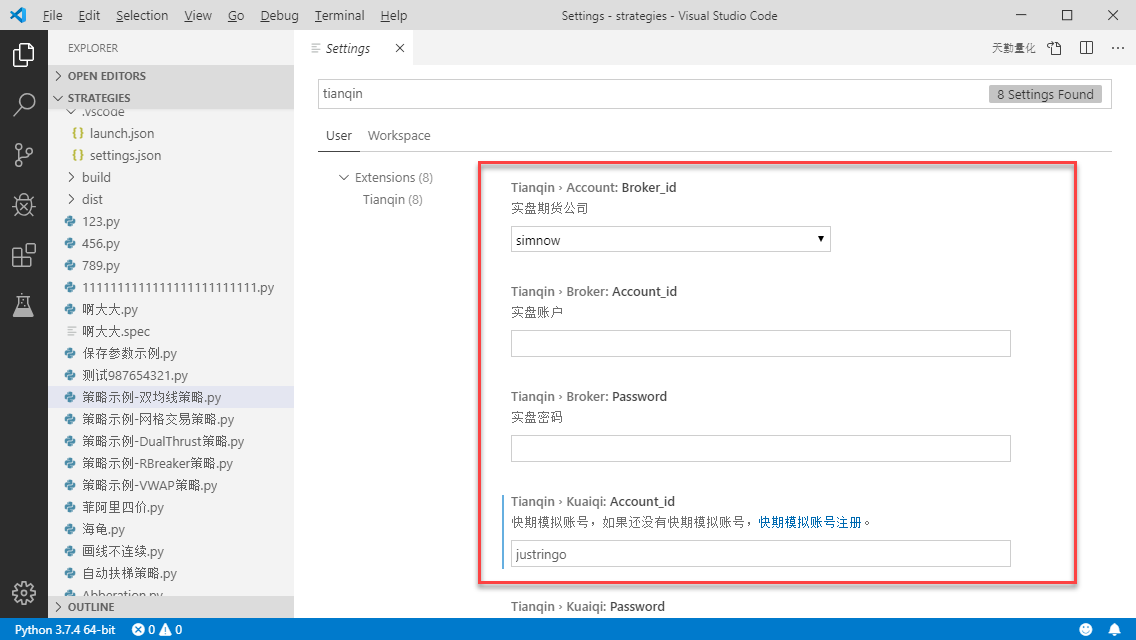 File Edit Selection View Go Debug Terminal Help Settings - strategies - Visual Studio Code
EXPLORER
OPEN EDITORS
STRATEGIES
.vscode
{} launch.json
{} settings.json
build
dist
123.py
456.py
789.py
1111111111111111111111111.py
啊大大.py
啊大大.spec
保存参数示例.py
测试987654321.py
策略示例-双均线策略.py
策略示例-网格交易策略.py
策略示例-DualThrust策略.py
策略示例-RBreaker策略.py
策略示例-VWAP策略.py
菲阿里四价.py
海龟.py
画线不连续.py
自动扶梯策略.py
Abberation.py
OUTLINE
Settings
天勤量化
tianqin
8 Settings Found
User Workspace
Extensions (8)
Tianqin (8)
Tianqin › Account: Broker_id
实盘期货公司
simnow
Tianqin › Broker: Account_id
实盘账户
Tianqin › Broker: Password
实盘密码
Tianqin › Kuaiqi: Account_id
快期模拟账号，如果还没有快期模拟账号，快期模拟账号注册。
justringo
Tianqin › Kuaiqi: Password
Python 3.7.4 64-bit 0 0